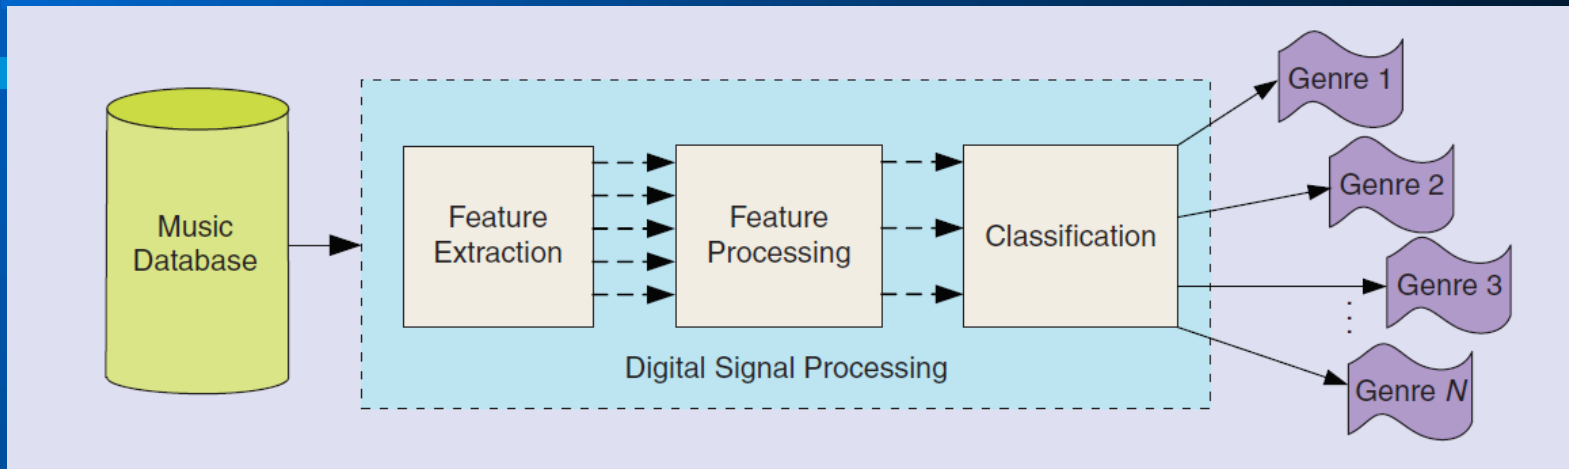 Music
Database
Feature
Extraction
Feature
Processing
Classification
Digital Signal Processing
Genre 1
Genre 2
Genre 3
⋮
Genre N